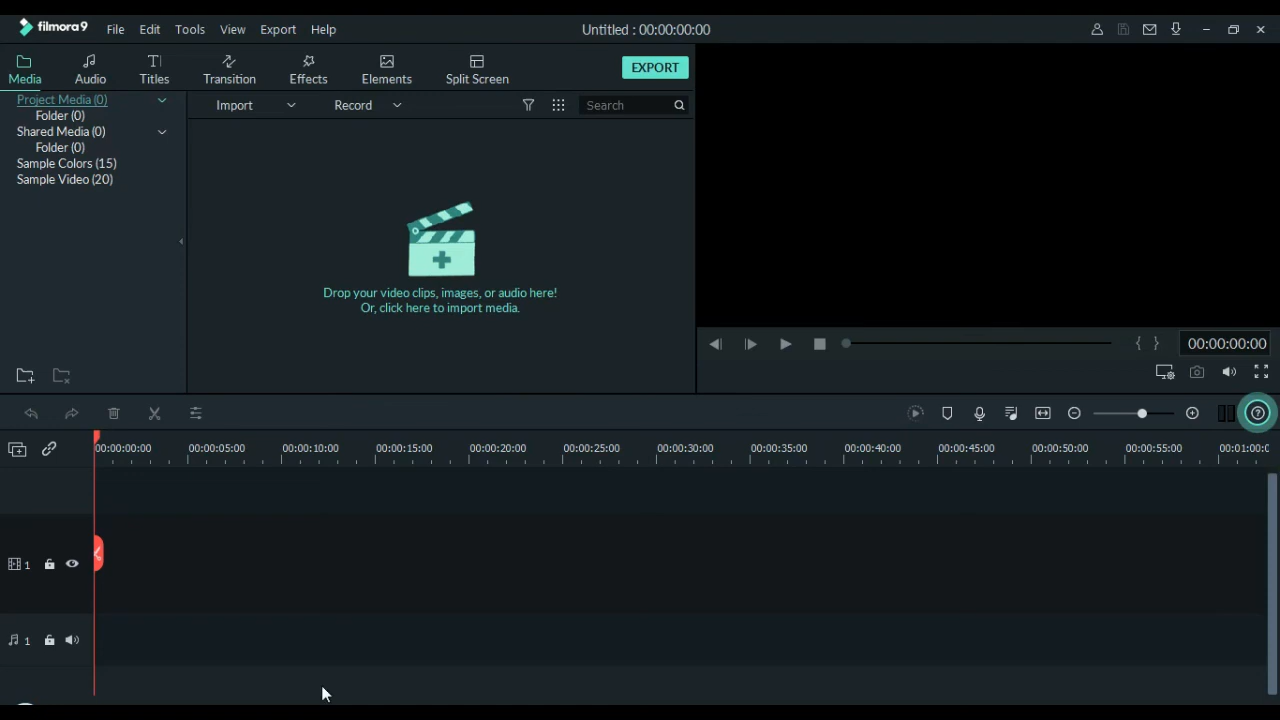 filmora9 File Edit Tools View Export Help Untitled : 00:00:00:00
Media Audio Titles Transition Effects Elements Split Screen EXPORT
Project Media (0)
Folder (0)
Shared Media (0)
Folder (0)
Sample Colors (15)
Sample Video (20)
Import Record Search
Drop your video clips, images, or audio here!
Or, click here to import media.
00:00:00:00
00:00:00:00 00:00:05:00 00:00:10:00 00:00:15:00 00:00:20:00 00:00:25:00 00:00:30:00 00:00:35:00 00:00:40:00 00:00:45:00 00:00:50:00 00:00:55:00 00:01:00:0
1
1